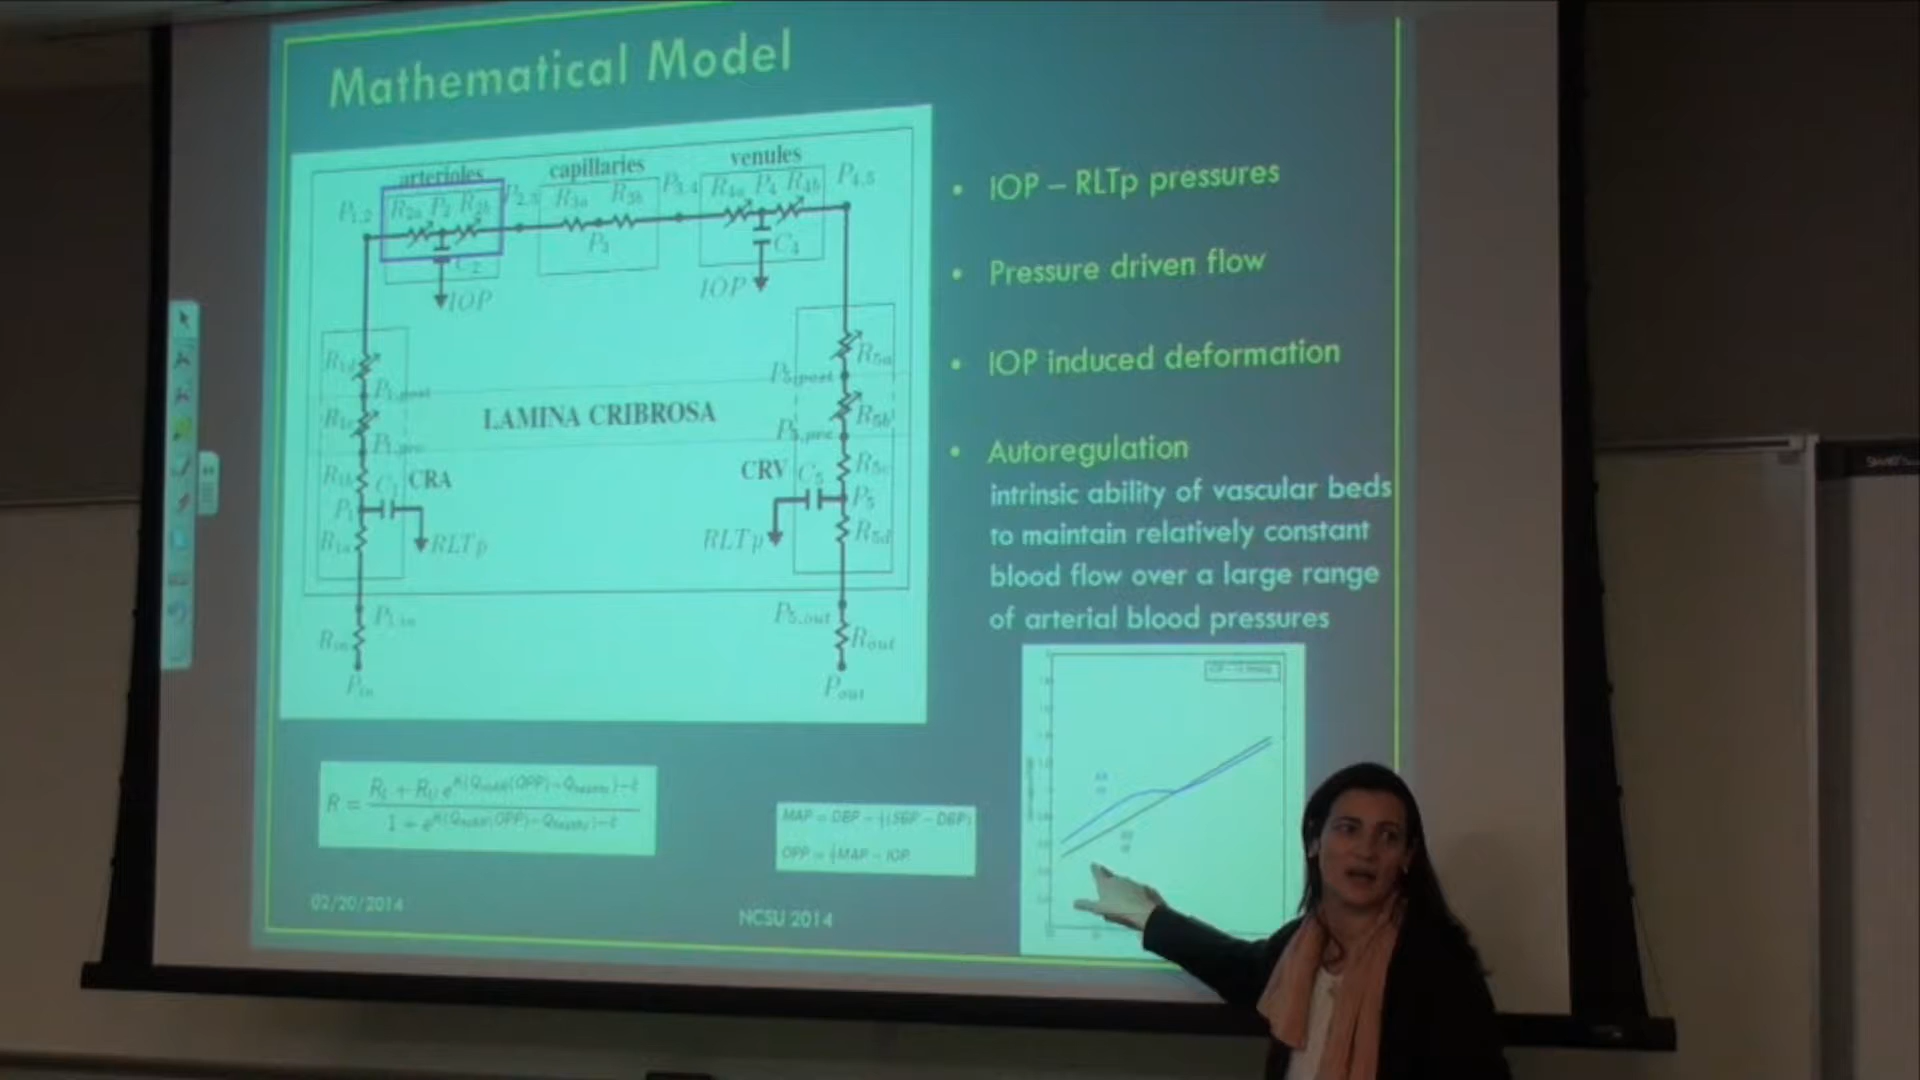 Mathematical Model
arterioles
capillaries
venules
P1,2
R2a P2 R2b
P2,3
R3a R3b
P3,4
R4a P4 R4b
P4,5
C2
P3
C4
IOP
IOP
R1d
R5a
P1,post
P5,post
LAMINA CRIBROSA
R1c
R5b
P1,pre
P5,pre
R1b
C1
CRA
CRV
C5
R5c
P1
P5
R1a
RLTp
RLTp
R5d
P1,in
P5,out
Rin
Rout
Pin
Pout
• IOP – RLTp pressures
• Pressure driven flow
• IOP induced deformation
• Autoregulation
intrinsic ability of vascular beds
to maintain relatively constant
blood flow over a large range
of arterial blood pressures
02/20/2014
NCSU 2014